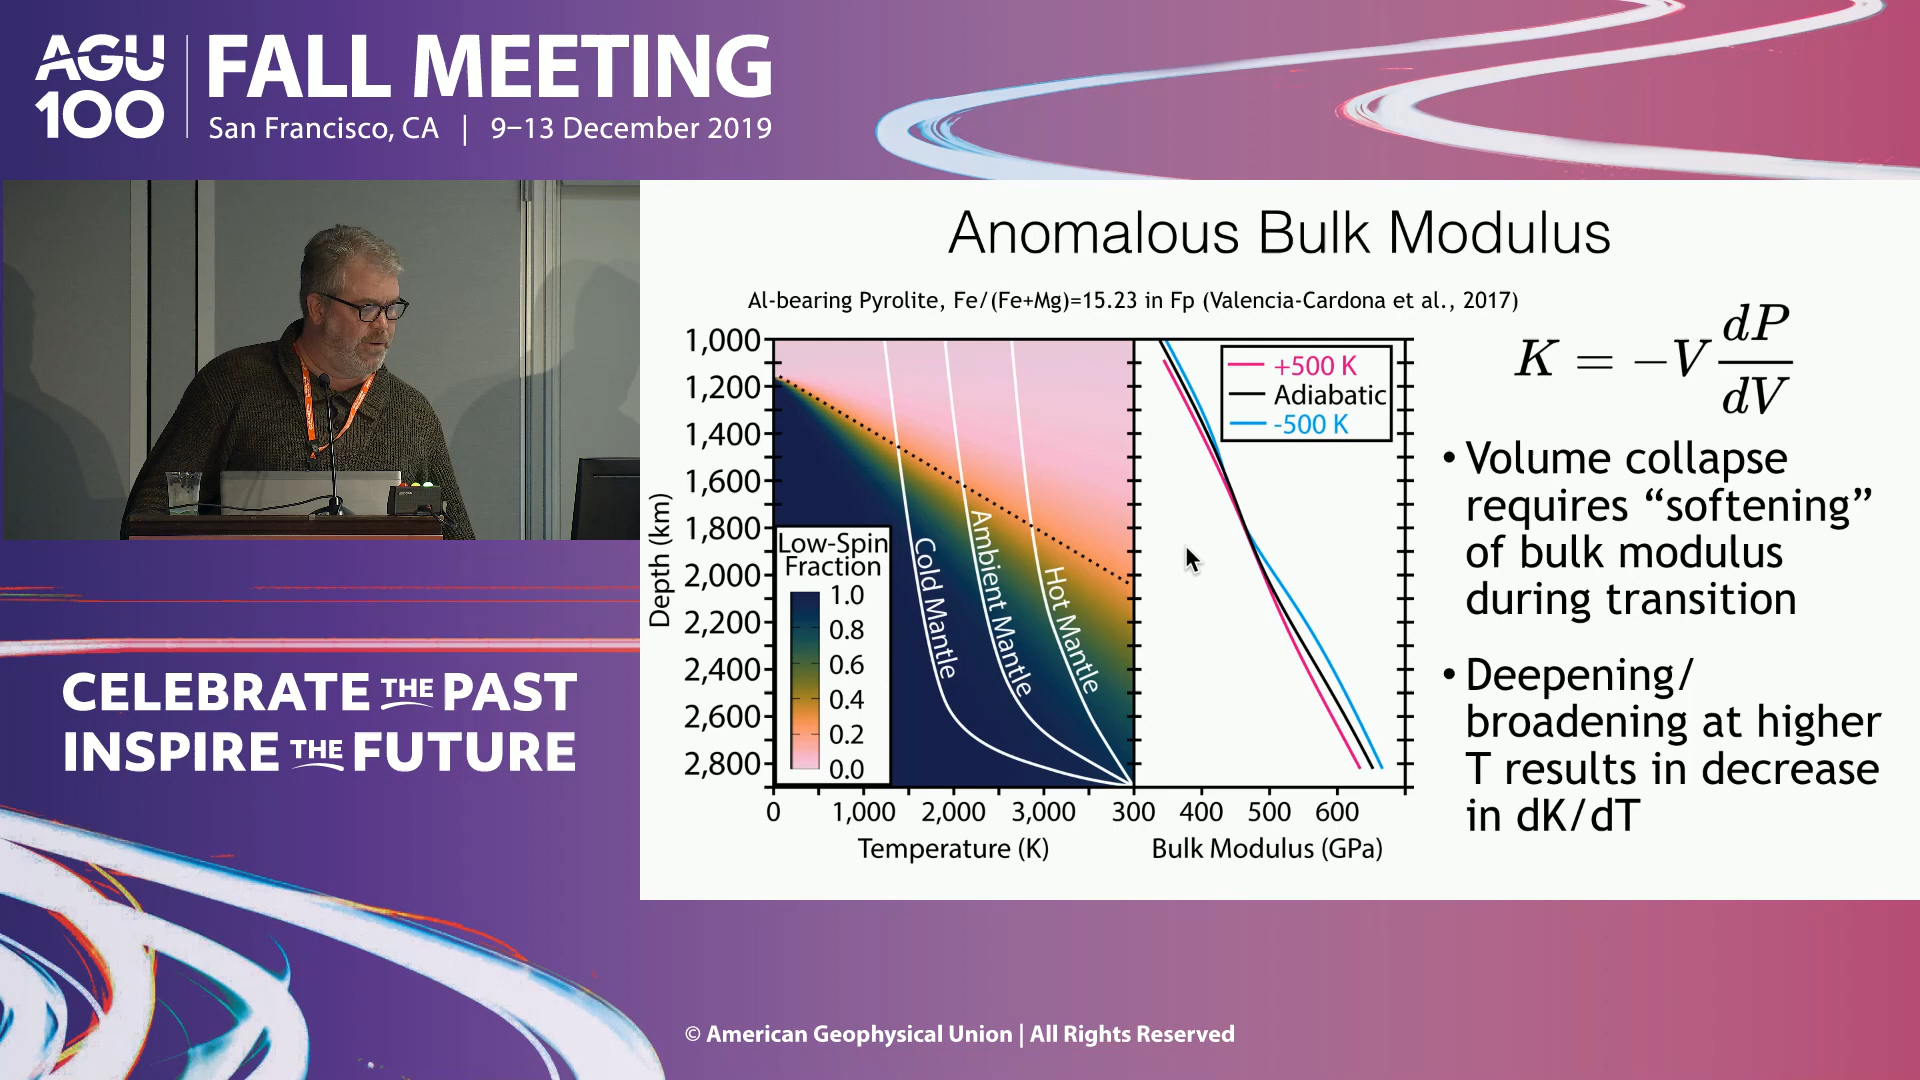 AGU
100
FALL MEETING
San Francisco, CA | 9–13 December 2019
Anomalous Bulk Modulus
Al-bearing Pyrolite, Fe/(Fe+Mg)=15.23 in Fp (Valencia-Cardona et al., 2017)
1,000
1,200
1,400
1,600
1,800
2,000
2,200
2,400
2,600
2,800
Depth (km)
Low-Spin
Fraction
1.0
0.8
0.6
0.4
0.2
0.0
Cold Mantle
Ambient Mantle
Hot Mantle
0 1,000 2,000 3,000
Temperature (K)
+500 K
Adiabatic
-500 K
300 400 500 600
Bulk Modulus (GPa)
K = −V dP/dV
• Volume collapse
requires “softening”
of bulk modulus
during transition
• Deepening/
broadening at higher
T results in decrease
in dK/dT
CELEBRATE THE PAST
INSPIRE THE FUTURE
© American Geophysical Union | All Rights Reserved